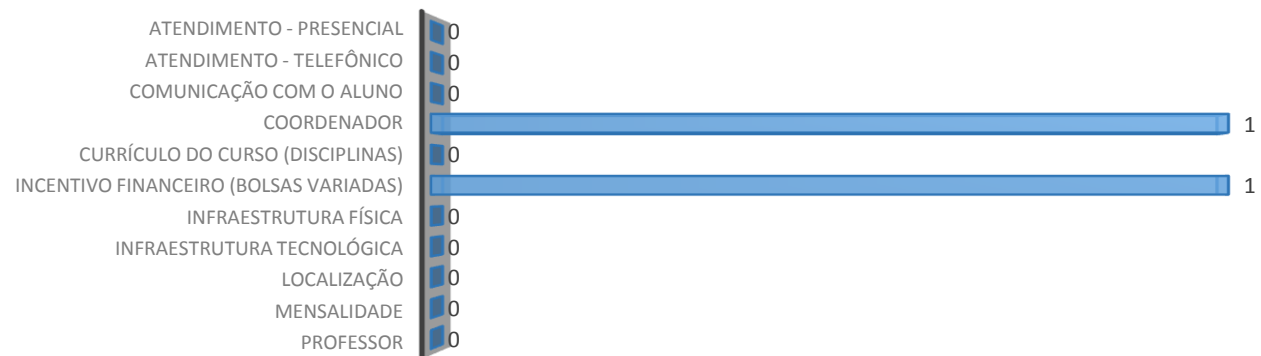 ATENDIMENTO - PRESENCIAL 0
ATENDIMENTO - TELEFÔNICO 0
COMUNICAÇÃO COM O ALUNO 0
COORDENADOR 1
CURRÍCULO DO CURSO (DISCIPLINAS) 0
INCENTIVO FINANCEIRO (BOLSAS VARIADAS) 1
INFRAESTRUTURA FÍSICA 0
INFRAESTRUTURA TECNOLÓGICA 0
LOCALIZAÇÃO 0
MENSALIDADE 0
PROFESSOR 0